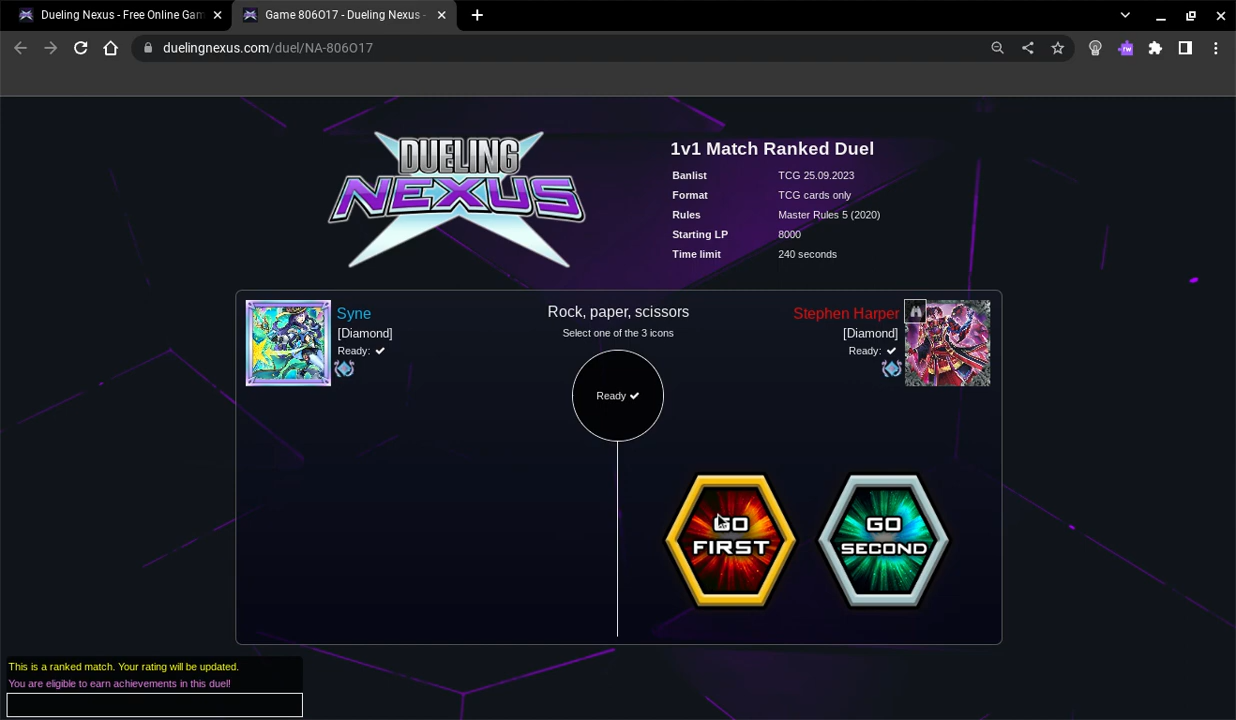 Dueling Nexus - Free Online Gam
Game 806O17 - Dueling Nexus -
duelingnexus.com/duel/NA-806O17
DUELING
NEXUS
1v1 Match Ranked Duel
Banlist TCG 25.09.2023
Format TCG cards only
Rules Master Rules 5 (2020)
Starting LP 8000
Time limit 240 seconds
Syne
[Diamond]
Ready:
Rock, paper, scissors
Select one of the 3 icons
Ready
Stephen Harper
[Diamond]
Ready:
GO
FIRST
GO
SECOND
This is a ranked match. Your rating will be updated.
You are eligible to earn achievements in this duel!